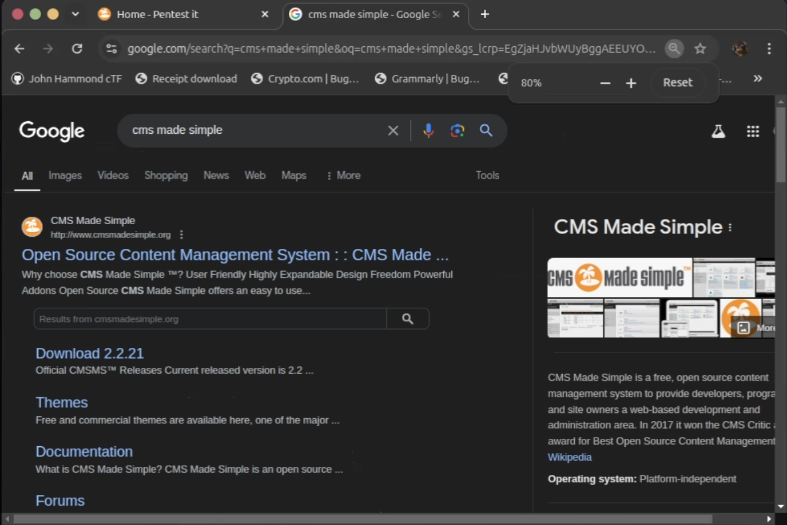 Home - Pentest it
cms made simple - Google Se
google.com/search?q=cms+made+simple&oq=cms+made+simple&gs_lcrp=EgZjaHJvbWUyBggAEEUYO...
John Hammond cTF
Receipt download
Crypto.com | Bug...
Grammarly | Bug...
80%
Reset
Google
cms made simple
All
Images
Videos
Shopping
News
Web
Maps
More
Tools
CMS Made Simple
http://www.cmsmadesimple.org
Open Source Content Management System : : CMS Made ...
Why choose CMS Made Simple ™? User Friendly Highly Expandable Design Freedom Powerful
Addons Open Source CMS Made Simple offers an easy to use...
Results from cmsmadesimple.org
Download 2.2.21
Official CMSMS™ Releases Current released version is 2.2 ...
Themes
Free and commercial themes are available here, one of the major ...
Documentation
What is CMS Made Simple? CMS Made Simple is an open source ...
Forums
CMS Made Simple
CMS made simple™
More
CMS Made Simple is a free, open source content
management system to provide developers, progra
and site owners a web-based development and
administration area. In 2017 it won the CMS Critic
award for Best Open Source Content Management
Wikipedia
Operating system: Platform-independent